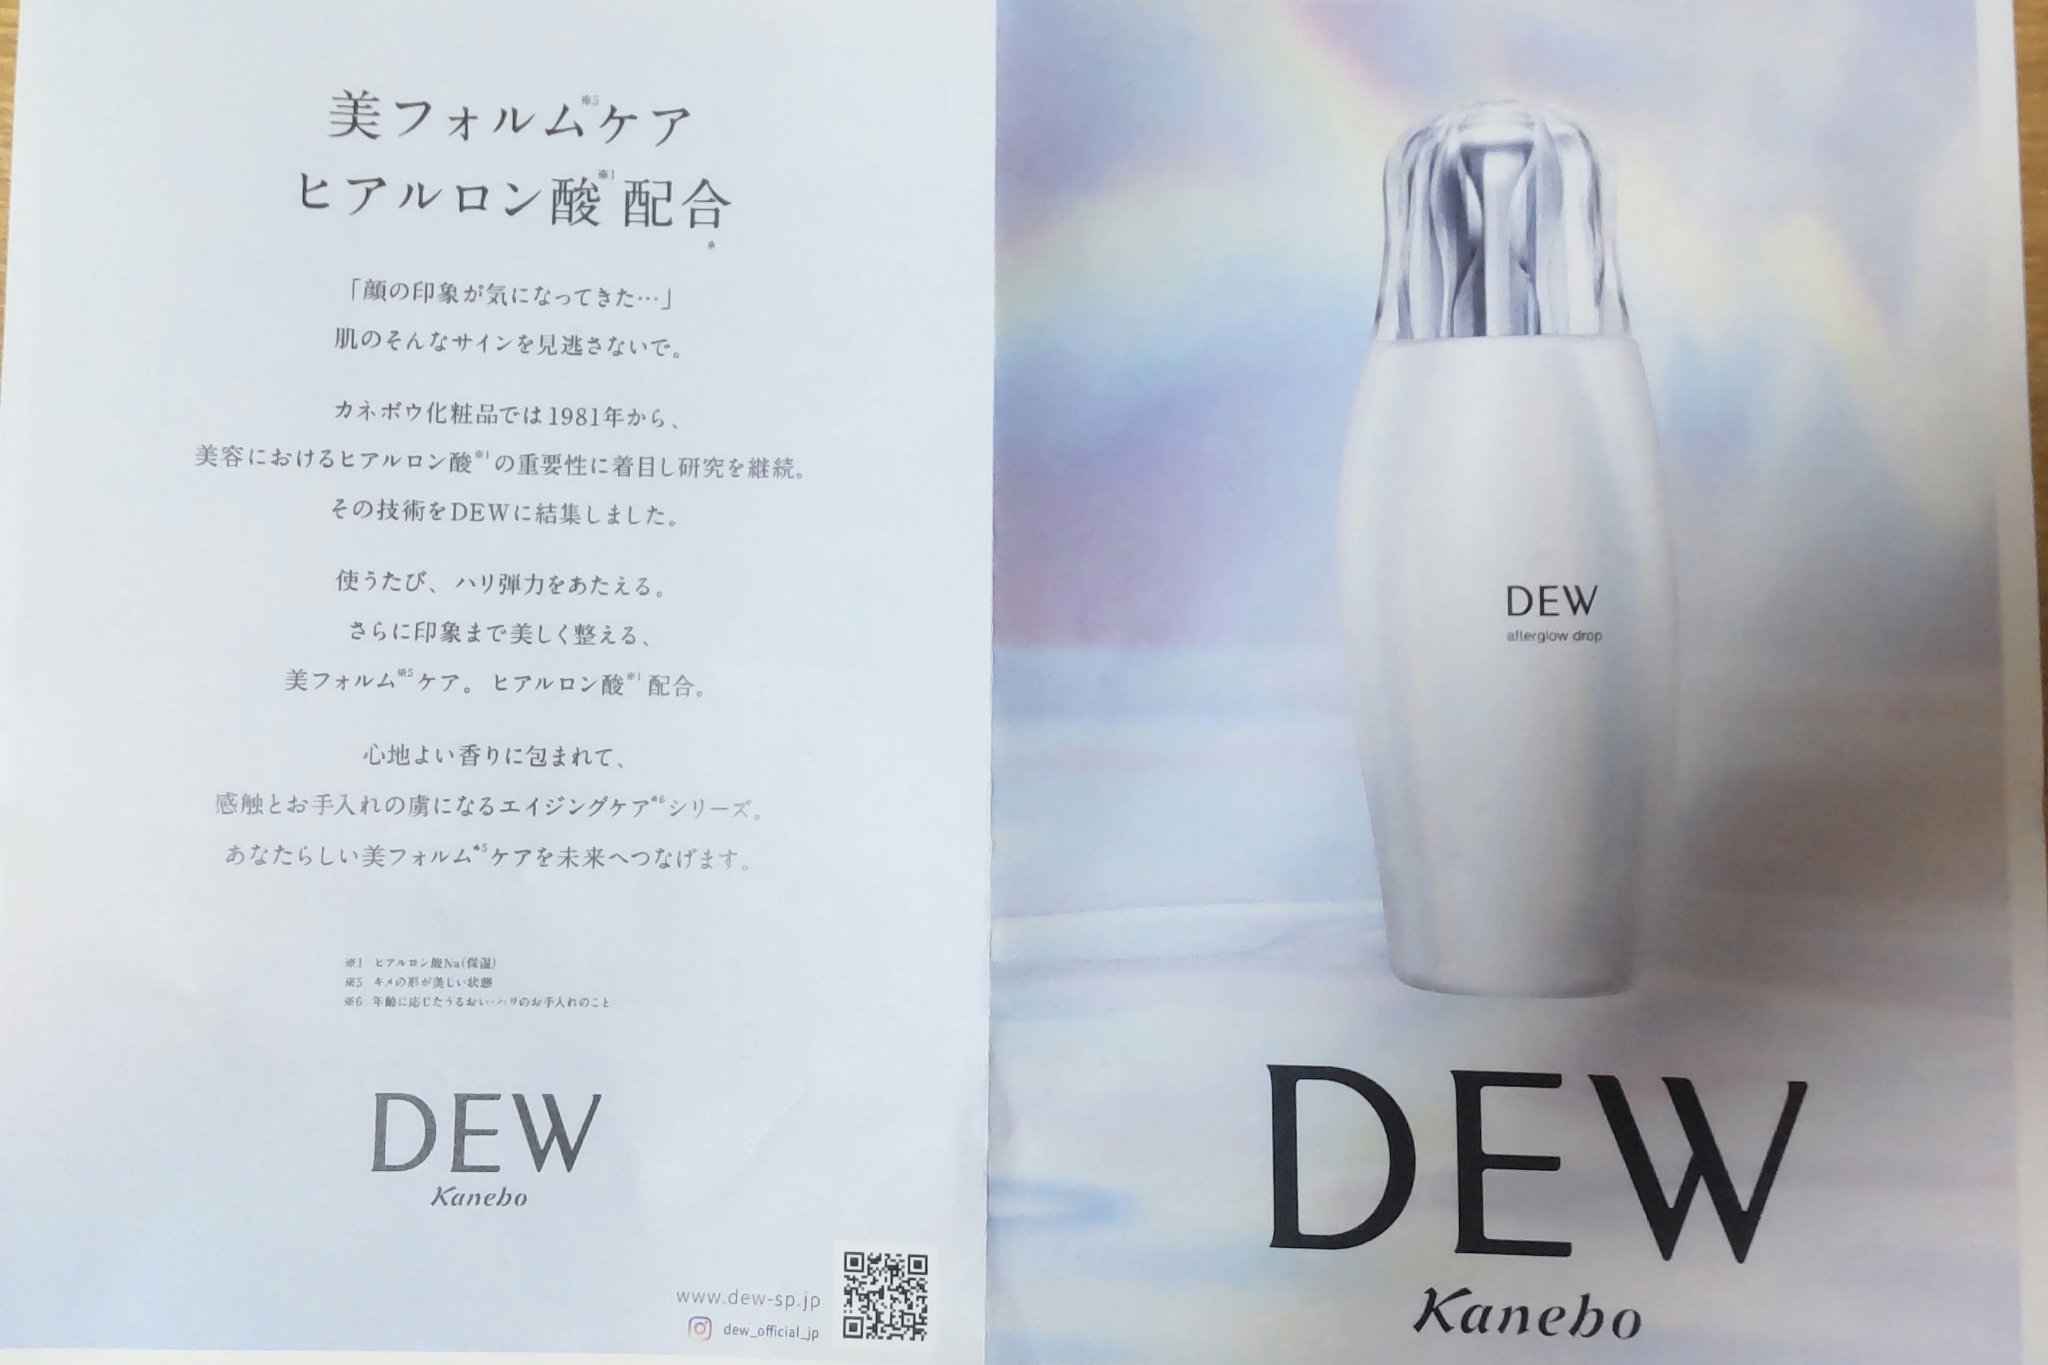 美フォルム※5ケア
ヒアルロン酸※1配合
「顔の印象が気になってきた…」
肌のそんなサインを見逃さないで。
カネボウ化粧品では1981年から、
美容におけるヒアルロン酸※1の重要性に着目し研究を継続。
その技術をDEWに結集しました。
使うたび、ハリ弾力をあたえる。
さらに印象まで美しく整える、
美フォルム※5ケア。ヒアルロン酸※1配合。
心地よい香りに包まれて、
感触とお手入れの虜になるエイジングケア※6シリーズ。
あなたらしい美フォルム※5ケアを未来へつなげます。
※1 ヒアルロン酸Na(保湿)
※5 キメの形が美しい状態
※6 年齢に応じたうるおい・ハリのお手入れのこと
DEW
Kanebo
www.dew-sp.jp
dew_official_jp
DEW
afterglow drop
DEW
Kanebo